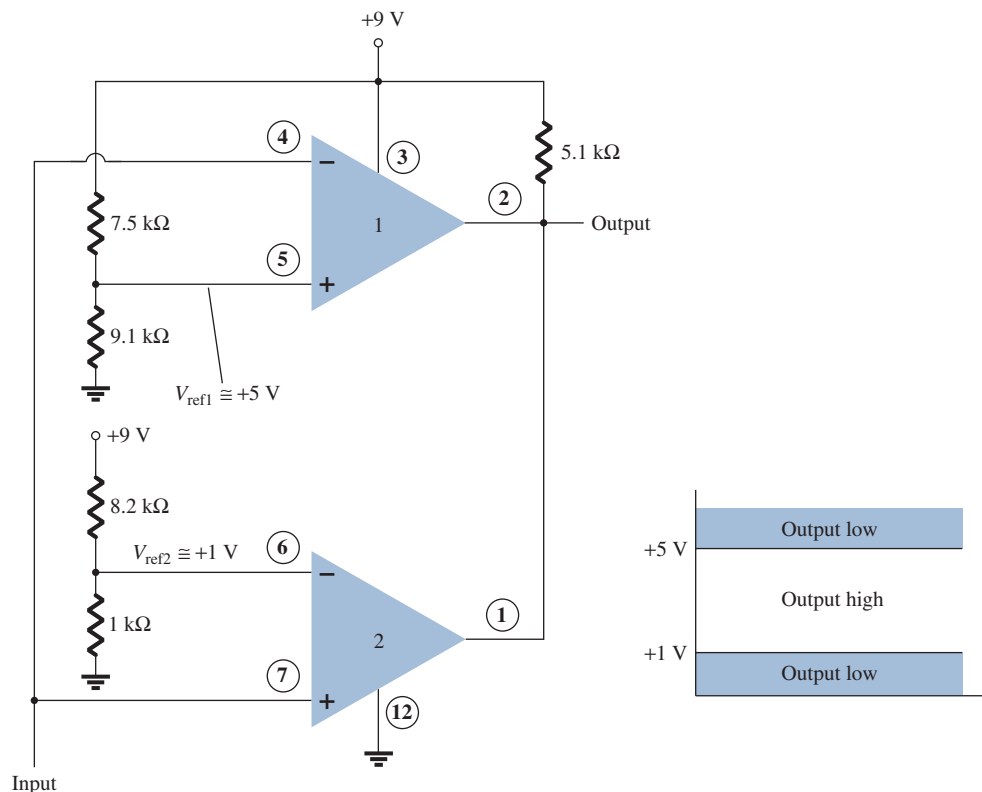 +9 V
4
3
5.1 kΩ
−
2
7.5 kΩ
1
Output
5
+
9.1 kΩ
Vref1 ≅ +5 V
+9 V
8.2 kΩ
Vref2 ≅ +1 V
6
−
1 kΩ
2
1
7
+
12
Input
Output low
+5 V
Output high
+1 V
Output low